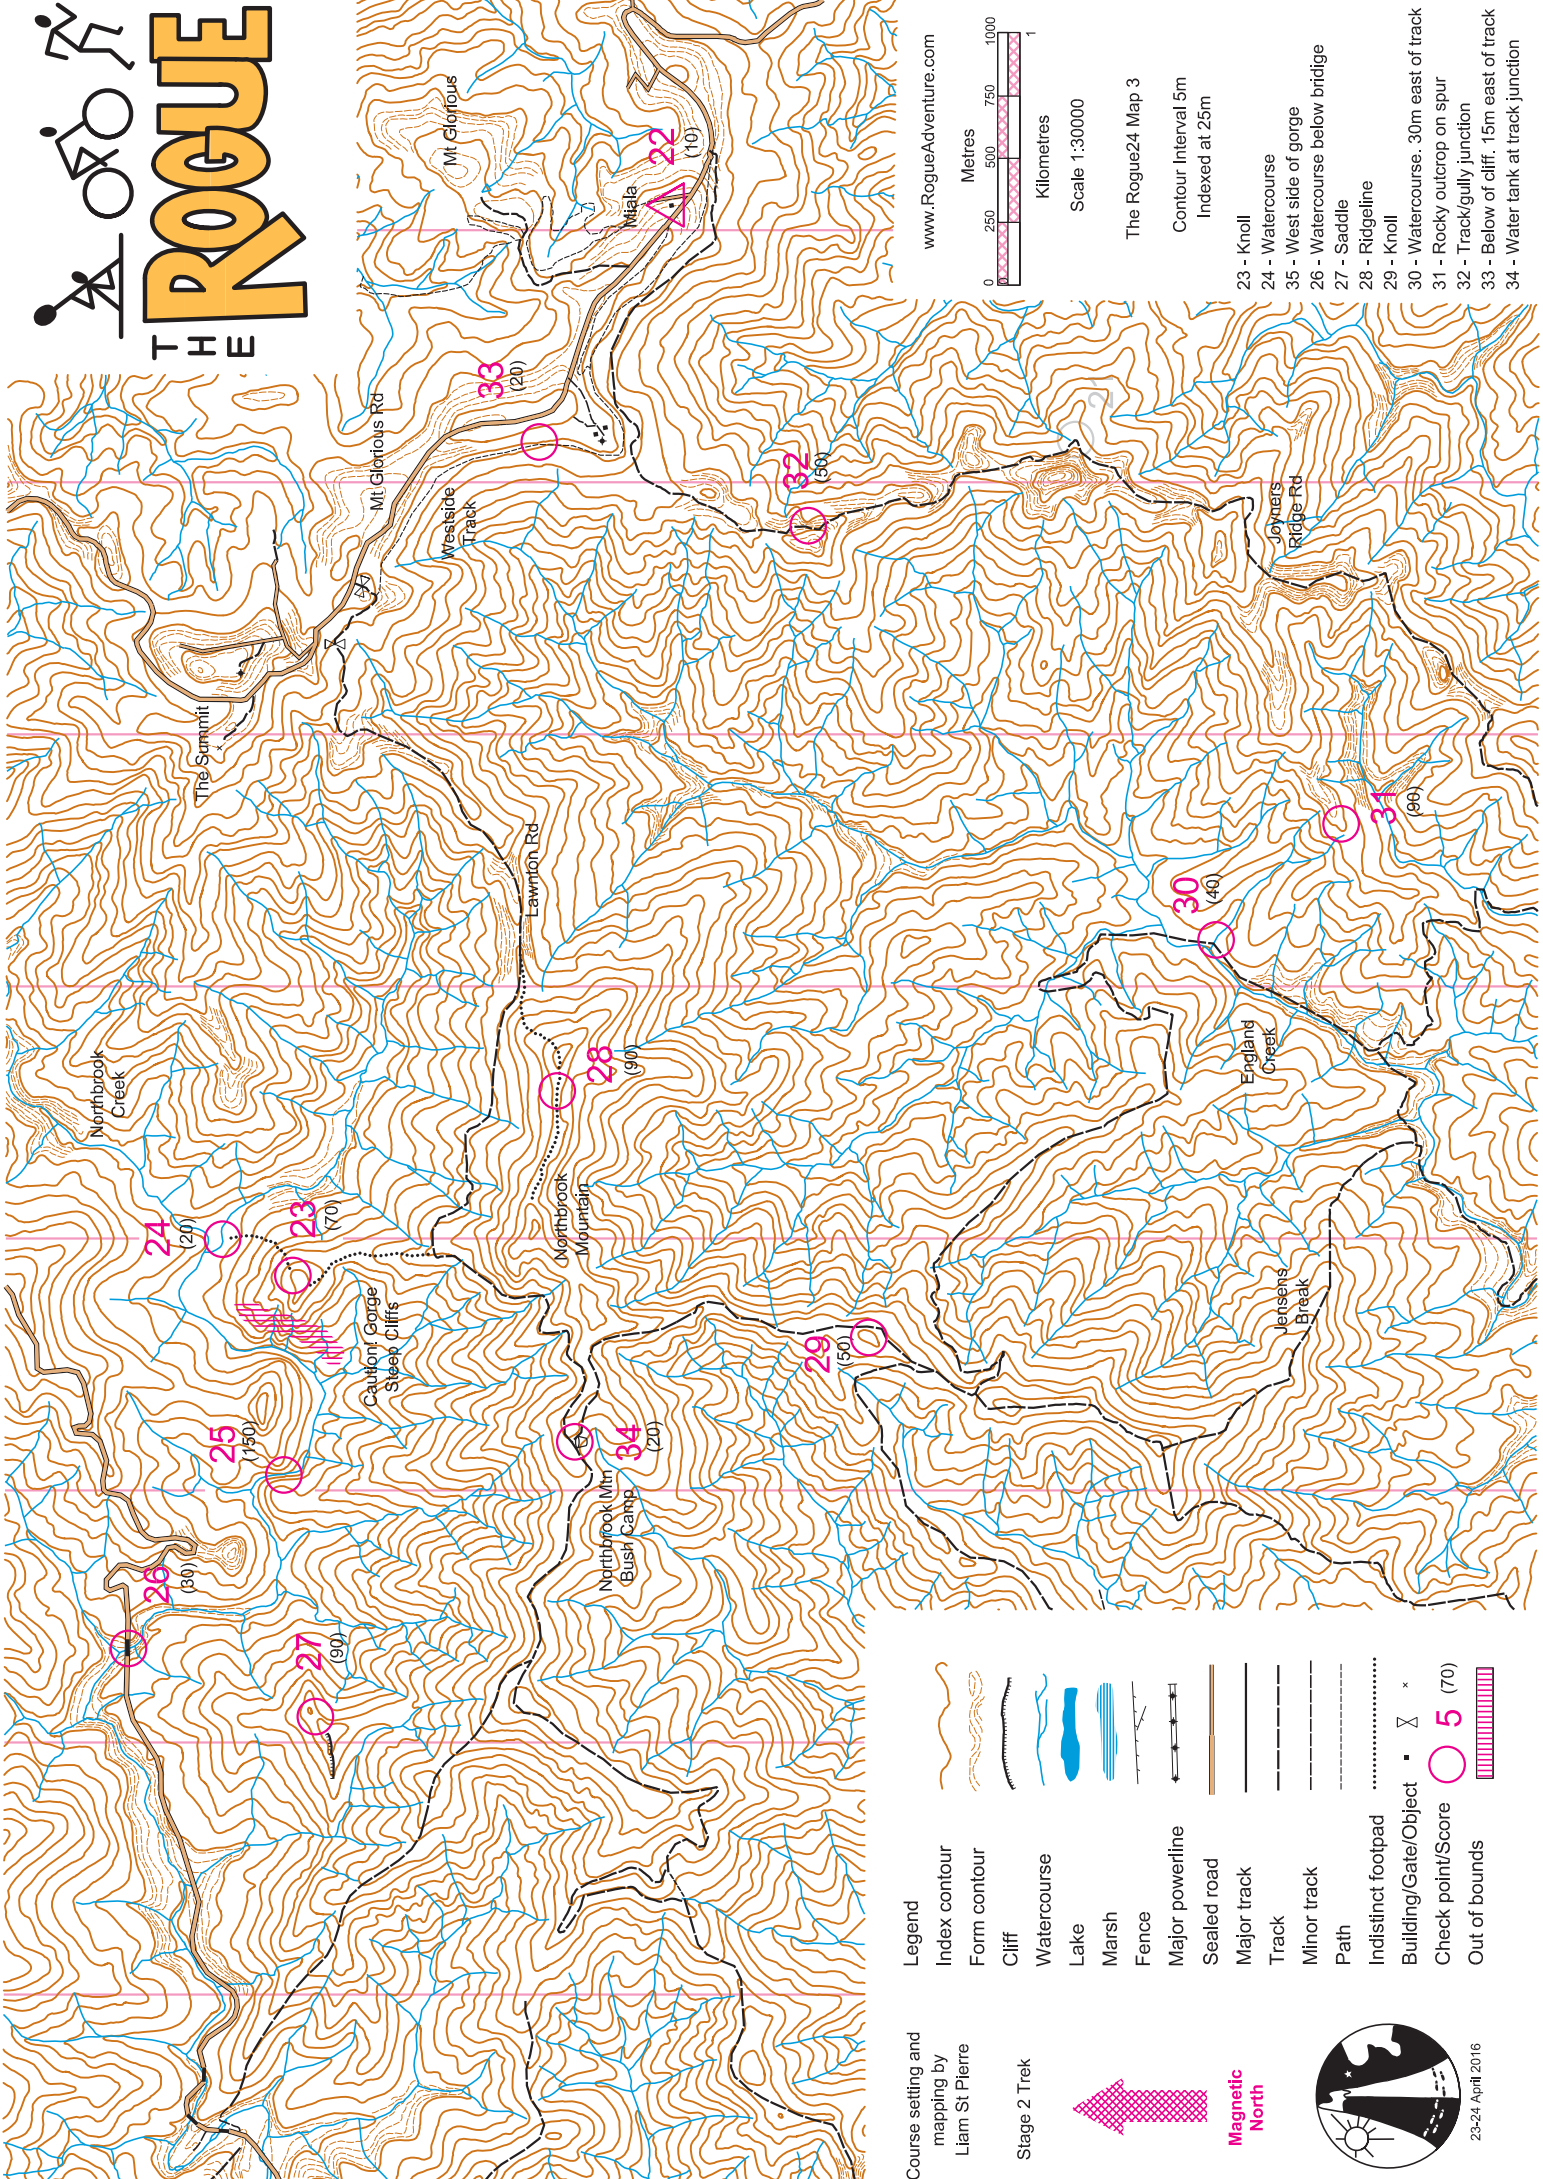 THE
ROGUE
Mt Glorious
Miala
22
(10)
33
(20)
Mt Glorious Rd
Westside
Track
32
(50)
21
Joyners
Ridge Rd
The Summit
Lawnton Rd
31
(90)
30
(40)
England
Creek
Northbrook
Creek
28
(90)
Northbrook
Mountain
24
(20)
23
(70)
Caution! Gorge
Steep Cliffs
25
(150)
29
(50)
Jensens
Break
34
(20)
Northbrook Mtn
Bush Camp
26
(30)
27
(90)
www.RogueAdventure.com
Metres
0 250 500 750 1000
0 1
Kilometres
Scale 1:30000
The Rogue24 Map 3
Contour Interval 5m
Indexed at 25m
23 - Knoll
24 - Watercourse
35 - West side of gorge
26 - Watercourse below bridige
27 - Saddle
28 - Ridgeline
29 - Knoll
30 - Watercourse. 30m east of track
31 - Rocky outcrop on spur
32 - Track/gully junction
33 - Below of cliff. 15m east of track
34 - Water tank at track junction
Legend
Index contour
Form contour
Cliff
Watercourse
Lake
Marsh
Fence
Major powerline
Sealed road
Major track
Track
Minor track
Path
Indistinct footpad
Building/Gate/Object
Check point/Score 5 (70)
Out of bounds
Course setting and
mapping by
Liam St Pierre
Stage 2 Trek
Magnetic
North
23-24 April 2016